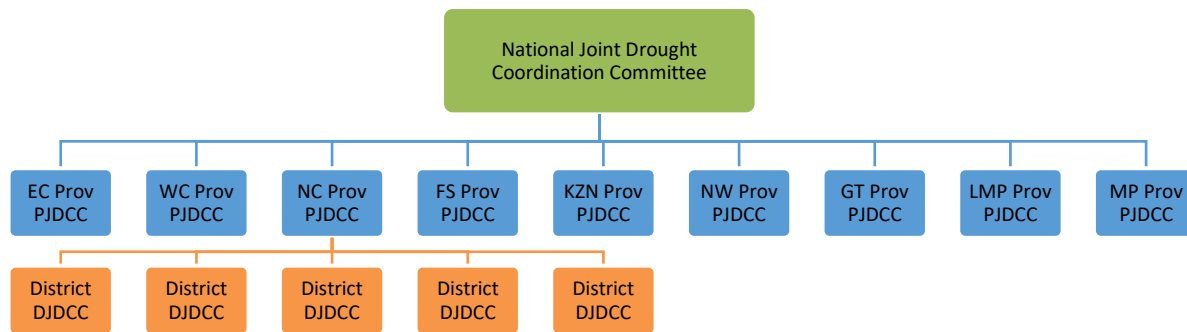 National Joint Drought
Coordination Committee
EC Prov
PJDCC
WC Prov
PJDCC
NC Prov
PJDCC
FS Prov
PJDCC
KZN Prov
PJDCC
NW Prov
PJDCC
GT Prov
PJDCC
LMP Prov
PJDCC
MP Prov
PJDCC
District
DJDCC
District
DJDCC
District
DJDCC
District
DJDCC
District
DJDCC